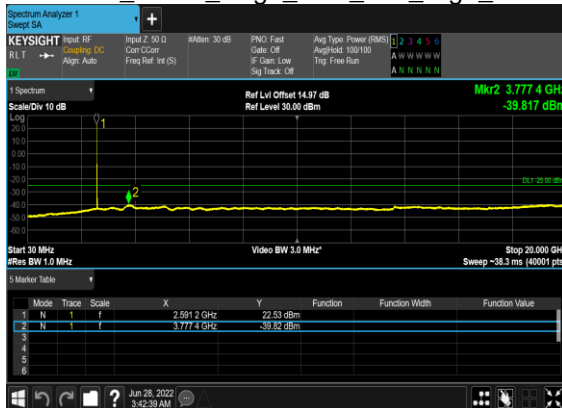 Spectrum Analyzer 1
Swept SA
KEYSIGHT Input: RF Input Z: 50 Ω #Atten: 30 dB PNO: Fast Avg Type: Power (RMS) 1 2 3 4 5 6
RLT Coupling: DC Corr CCorr Gate: Off Avg|Hold: 100/100 A W W W W W
Align: Auto Freq Ref: Int (S) IF Gain: Low Trig: Free Run
Sig Track: Off A N N N N N
1 Spectrum Ref Lvl Offset 14.97 dB Mkr2 3.777 4 GHz
Scale/Div 10 dB Ref Level 30.00 dBm -39.817 dBm
Log
20.0
10.0
0.00
-10.0
-20.0
-30.0
-40.0
-50.0
-60.0
1
2
DL1 -25.00 dBm
Start 30 MHz Video BW 3.0 MHz* Stop 20.000 GHz
#Res BW 1.0 MHz Sweep ~38.3 ms (40001 pts)
5 Marker Table
Mode Trace Scale X Y Function Function Width Function Value
1 N 1 f 2.591 2 GHz 22.53 dBm
2 N 1 f 3.777 4 GHz -39.82 dBm
3
4
5
6
? Jun 28, 2022
3:42:39 AM